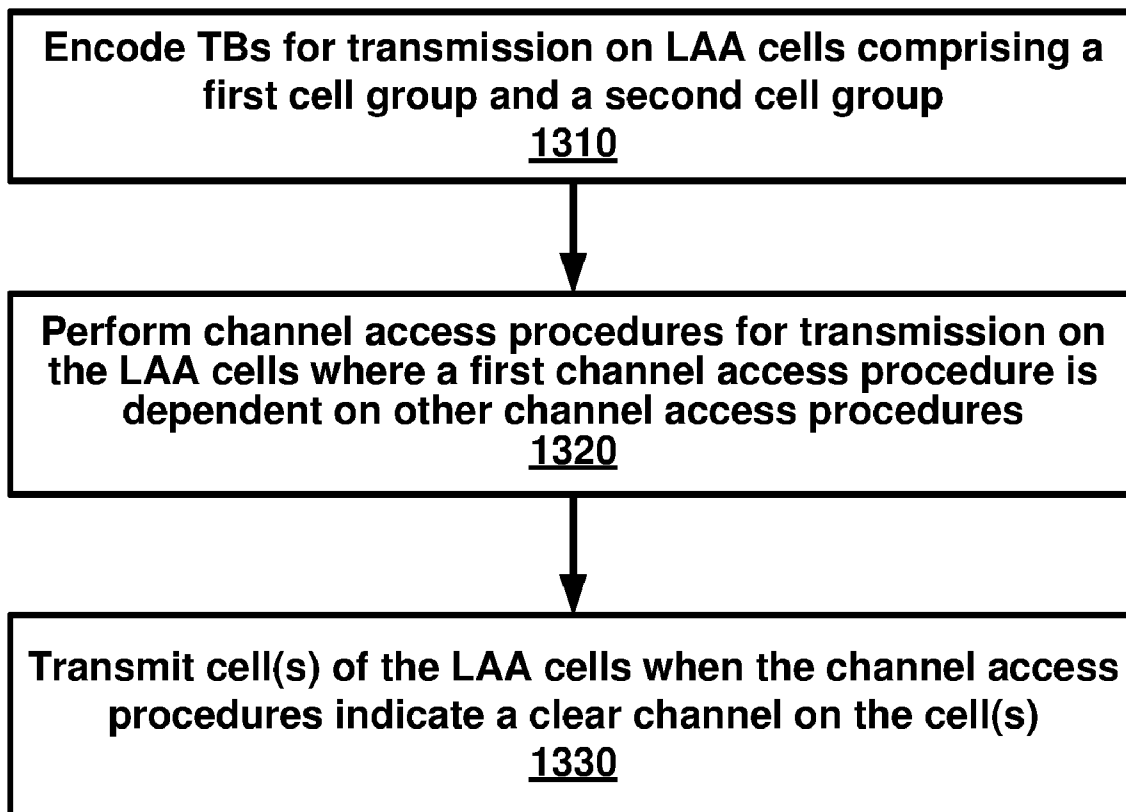 Encode TBs for transmission on LAA cells comprising a
first cell group and a second cell group
1310
Perform channel access procedures for transmission on
the LAA cells where a first channel access procedure is
dependent on other channel access procedures
1320
Transmit cell(s) of the LAA cells when the channel access
procedures indicate a clear channel on the cell(s)
1330